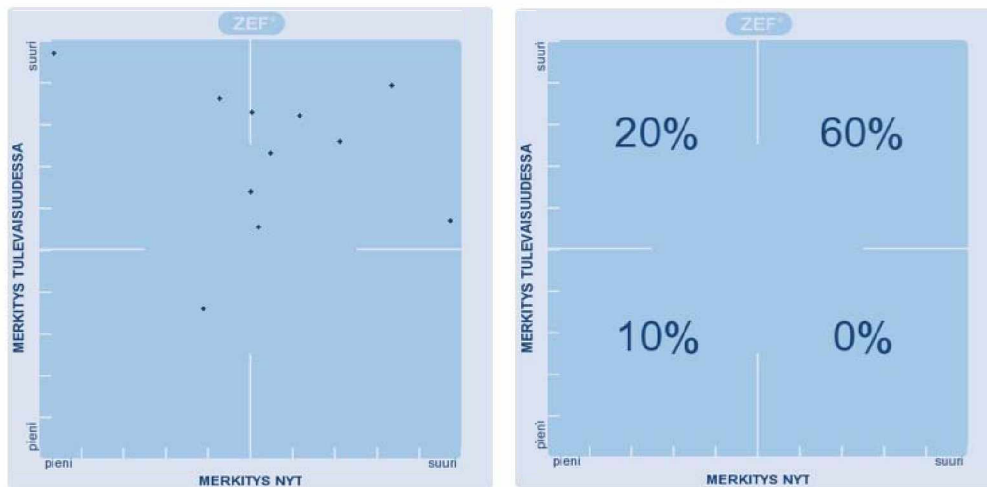 ZEF®
suuri
MERKITYS TULEVAISUUDESSA
pieni
pieni
suuri
MERKITYS NYT
ZEF®
suuri
20%
60%
MERKITYS TULEVAISUUDESSA
10%
0%
pieni
pieni
suuri
MERKITYS NYT